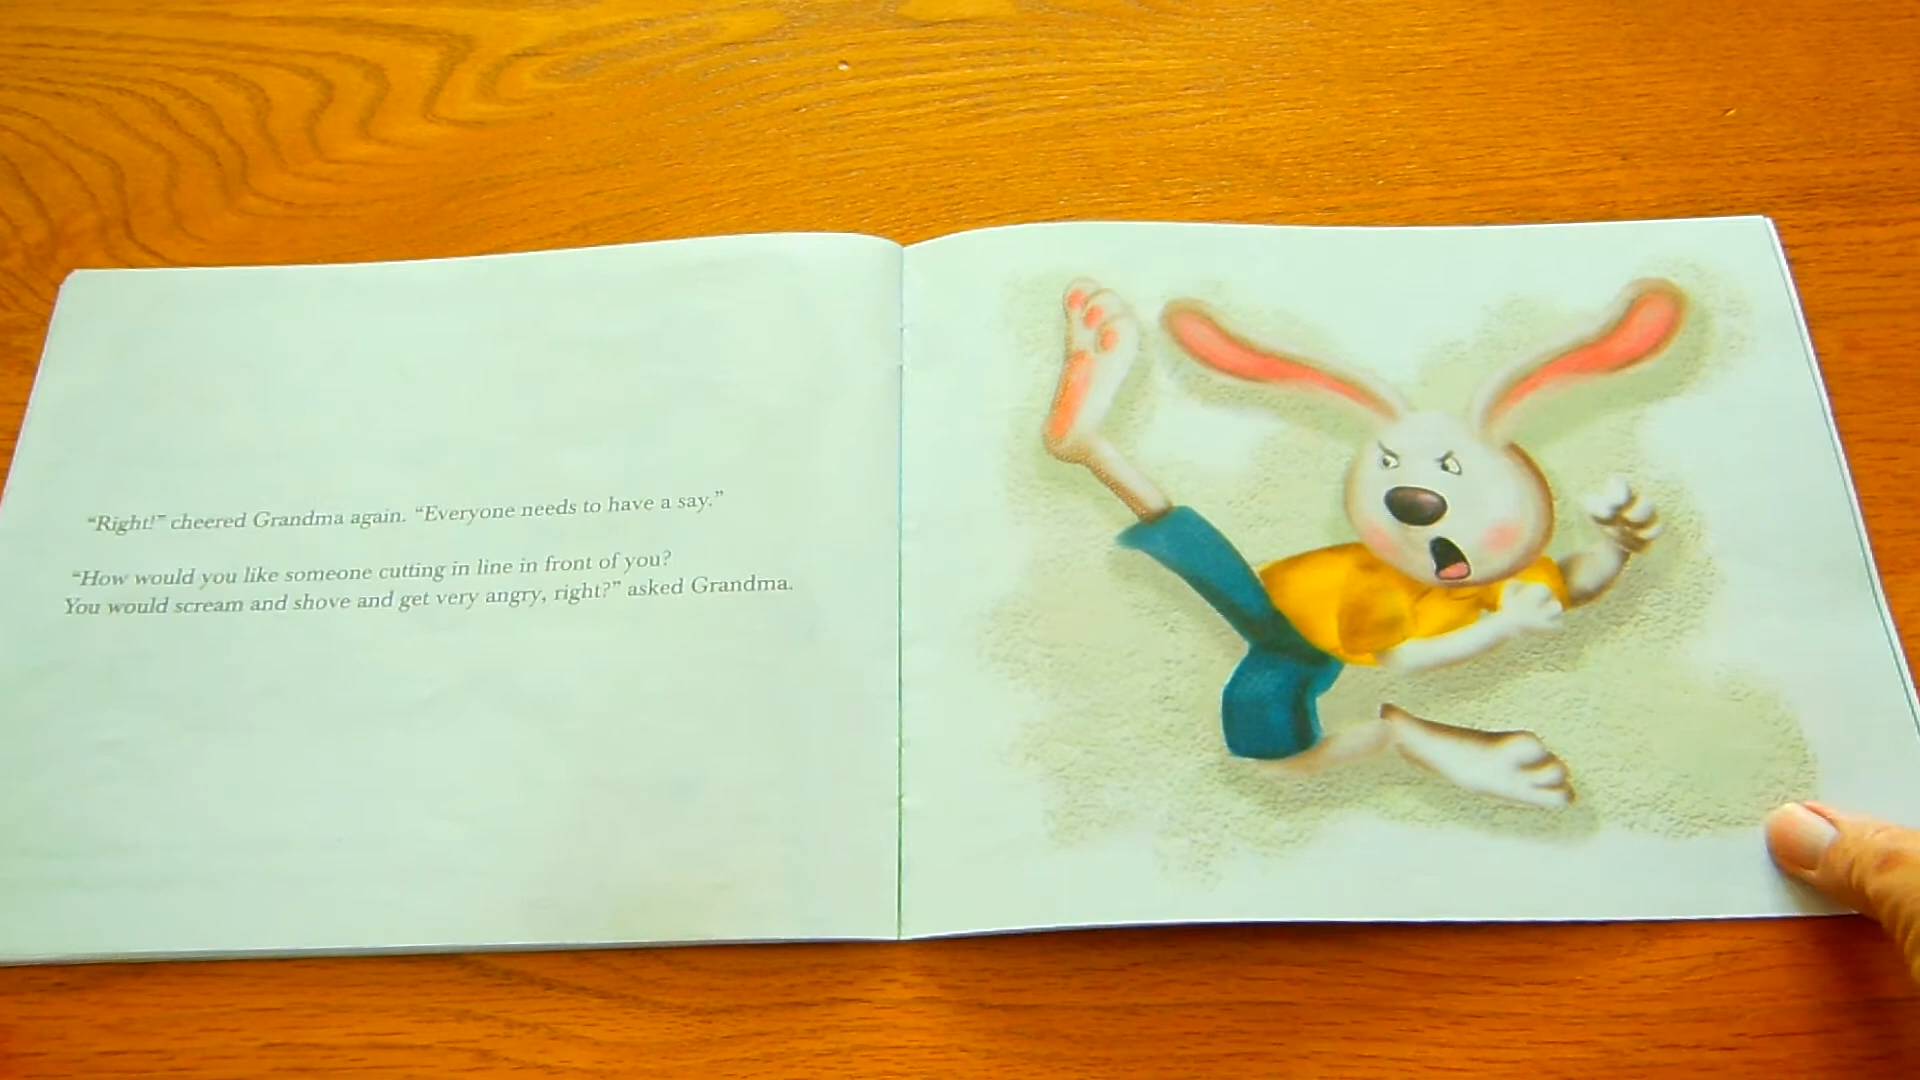 “Right!” cheered Grandma again. “Everyone needs to have a say.”
“How would you like someone cutting in line in front of you?
You would scream and shove and get very angry, right?” asked Grandma.